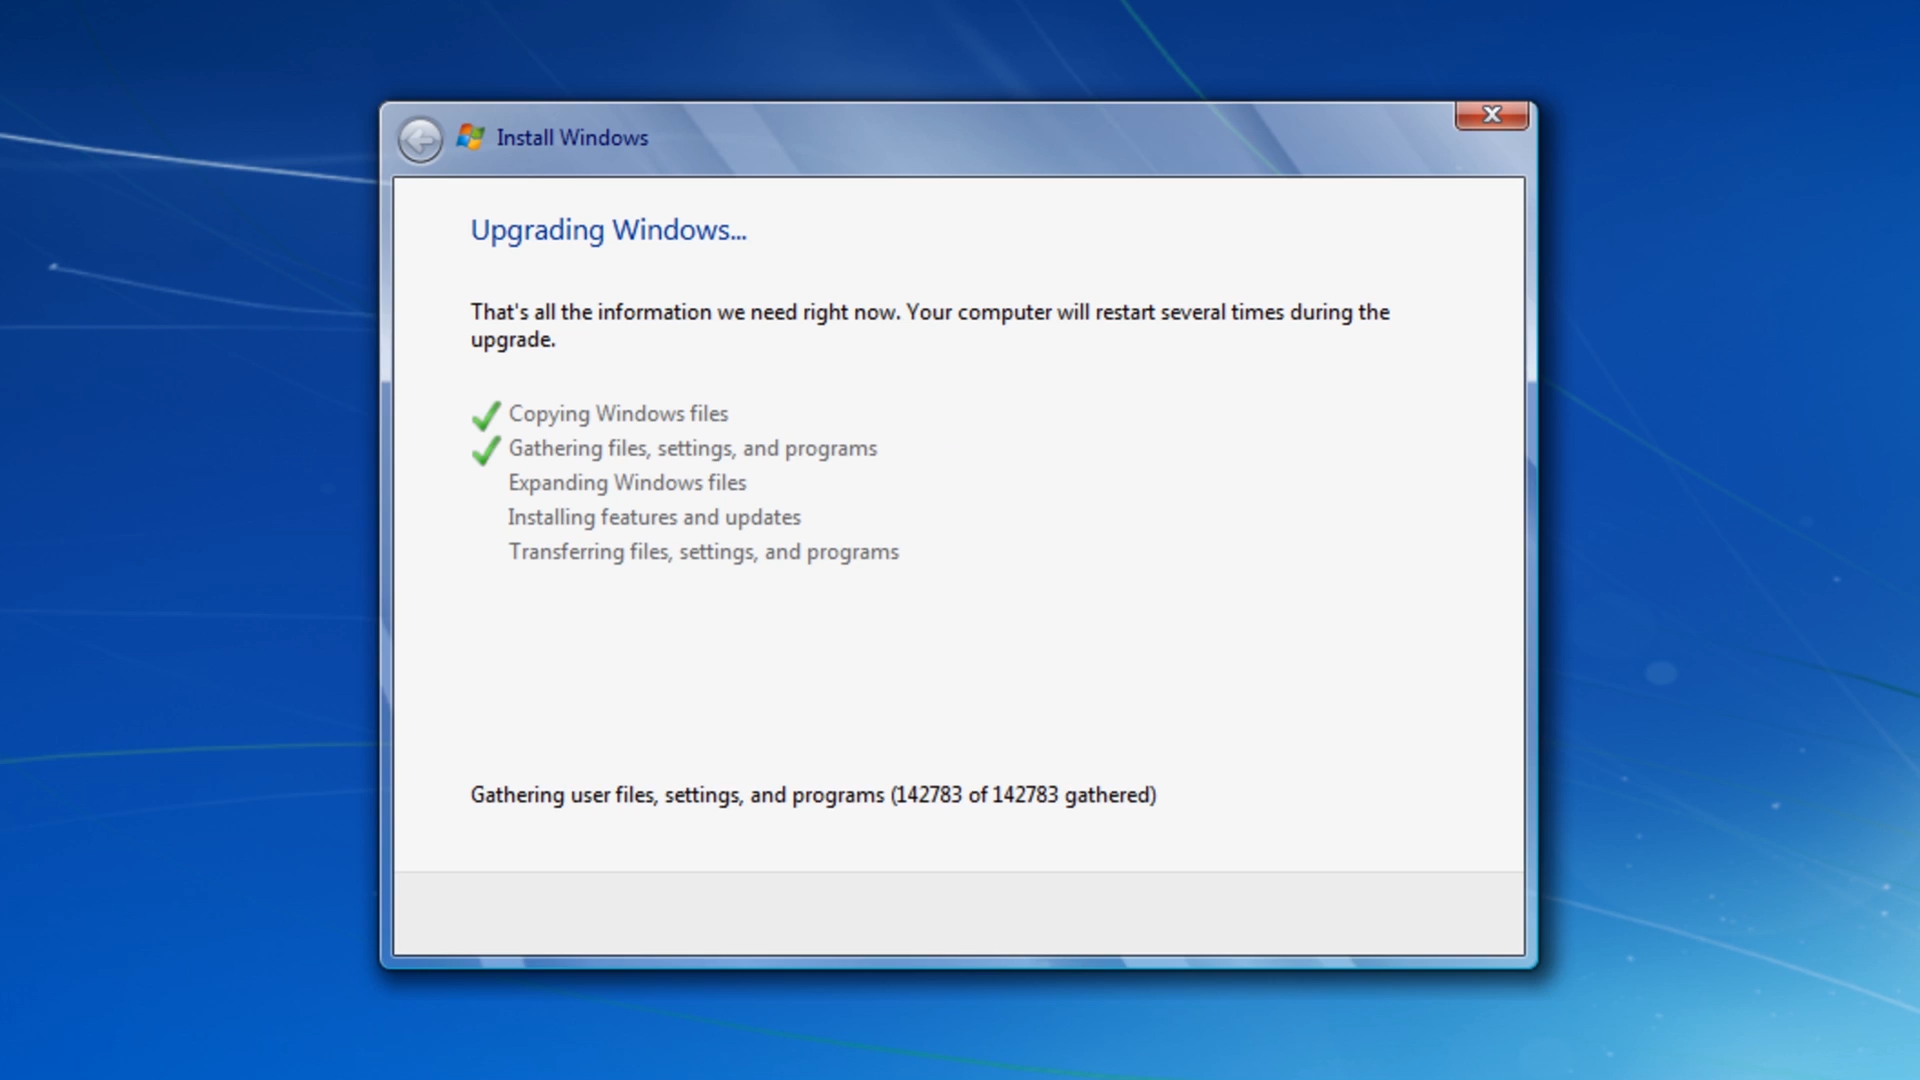 Install Windows
Upgrading Windows...
That's all the information we need right now. Your computer will restart several times during the
upgrade.
Copying Windows files
Gathering files, settings, and programs
Expanding Windows files
Installing features and updates
Transferring files, settings, and programs
Gathering user files, settings, and programs (142783 of 142783 gathered)